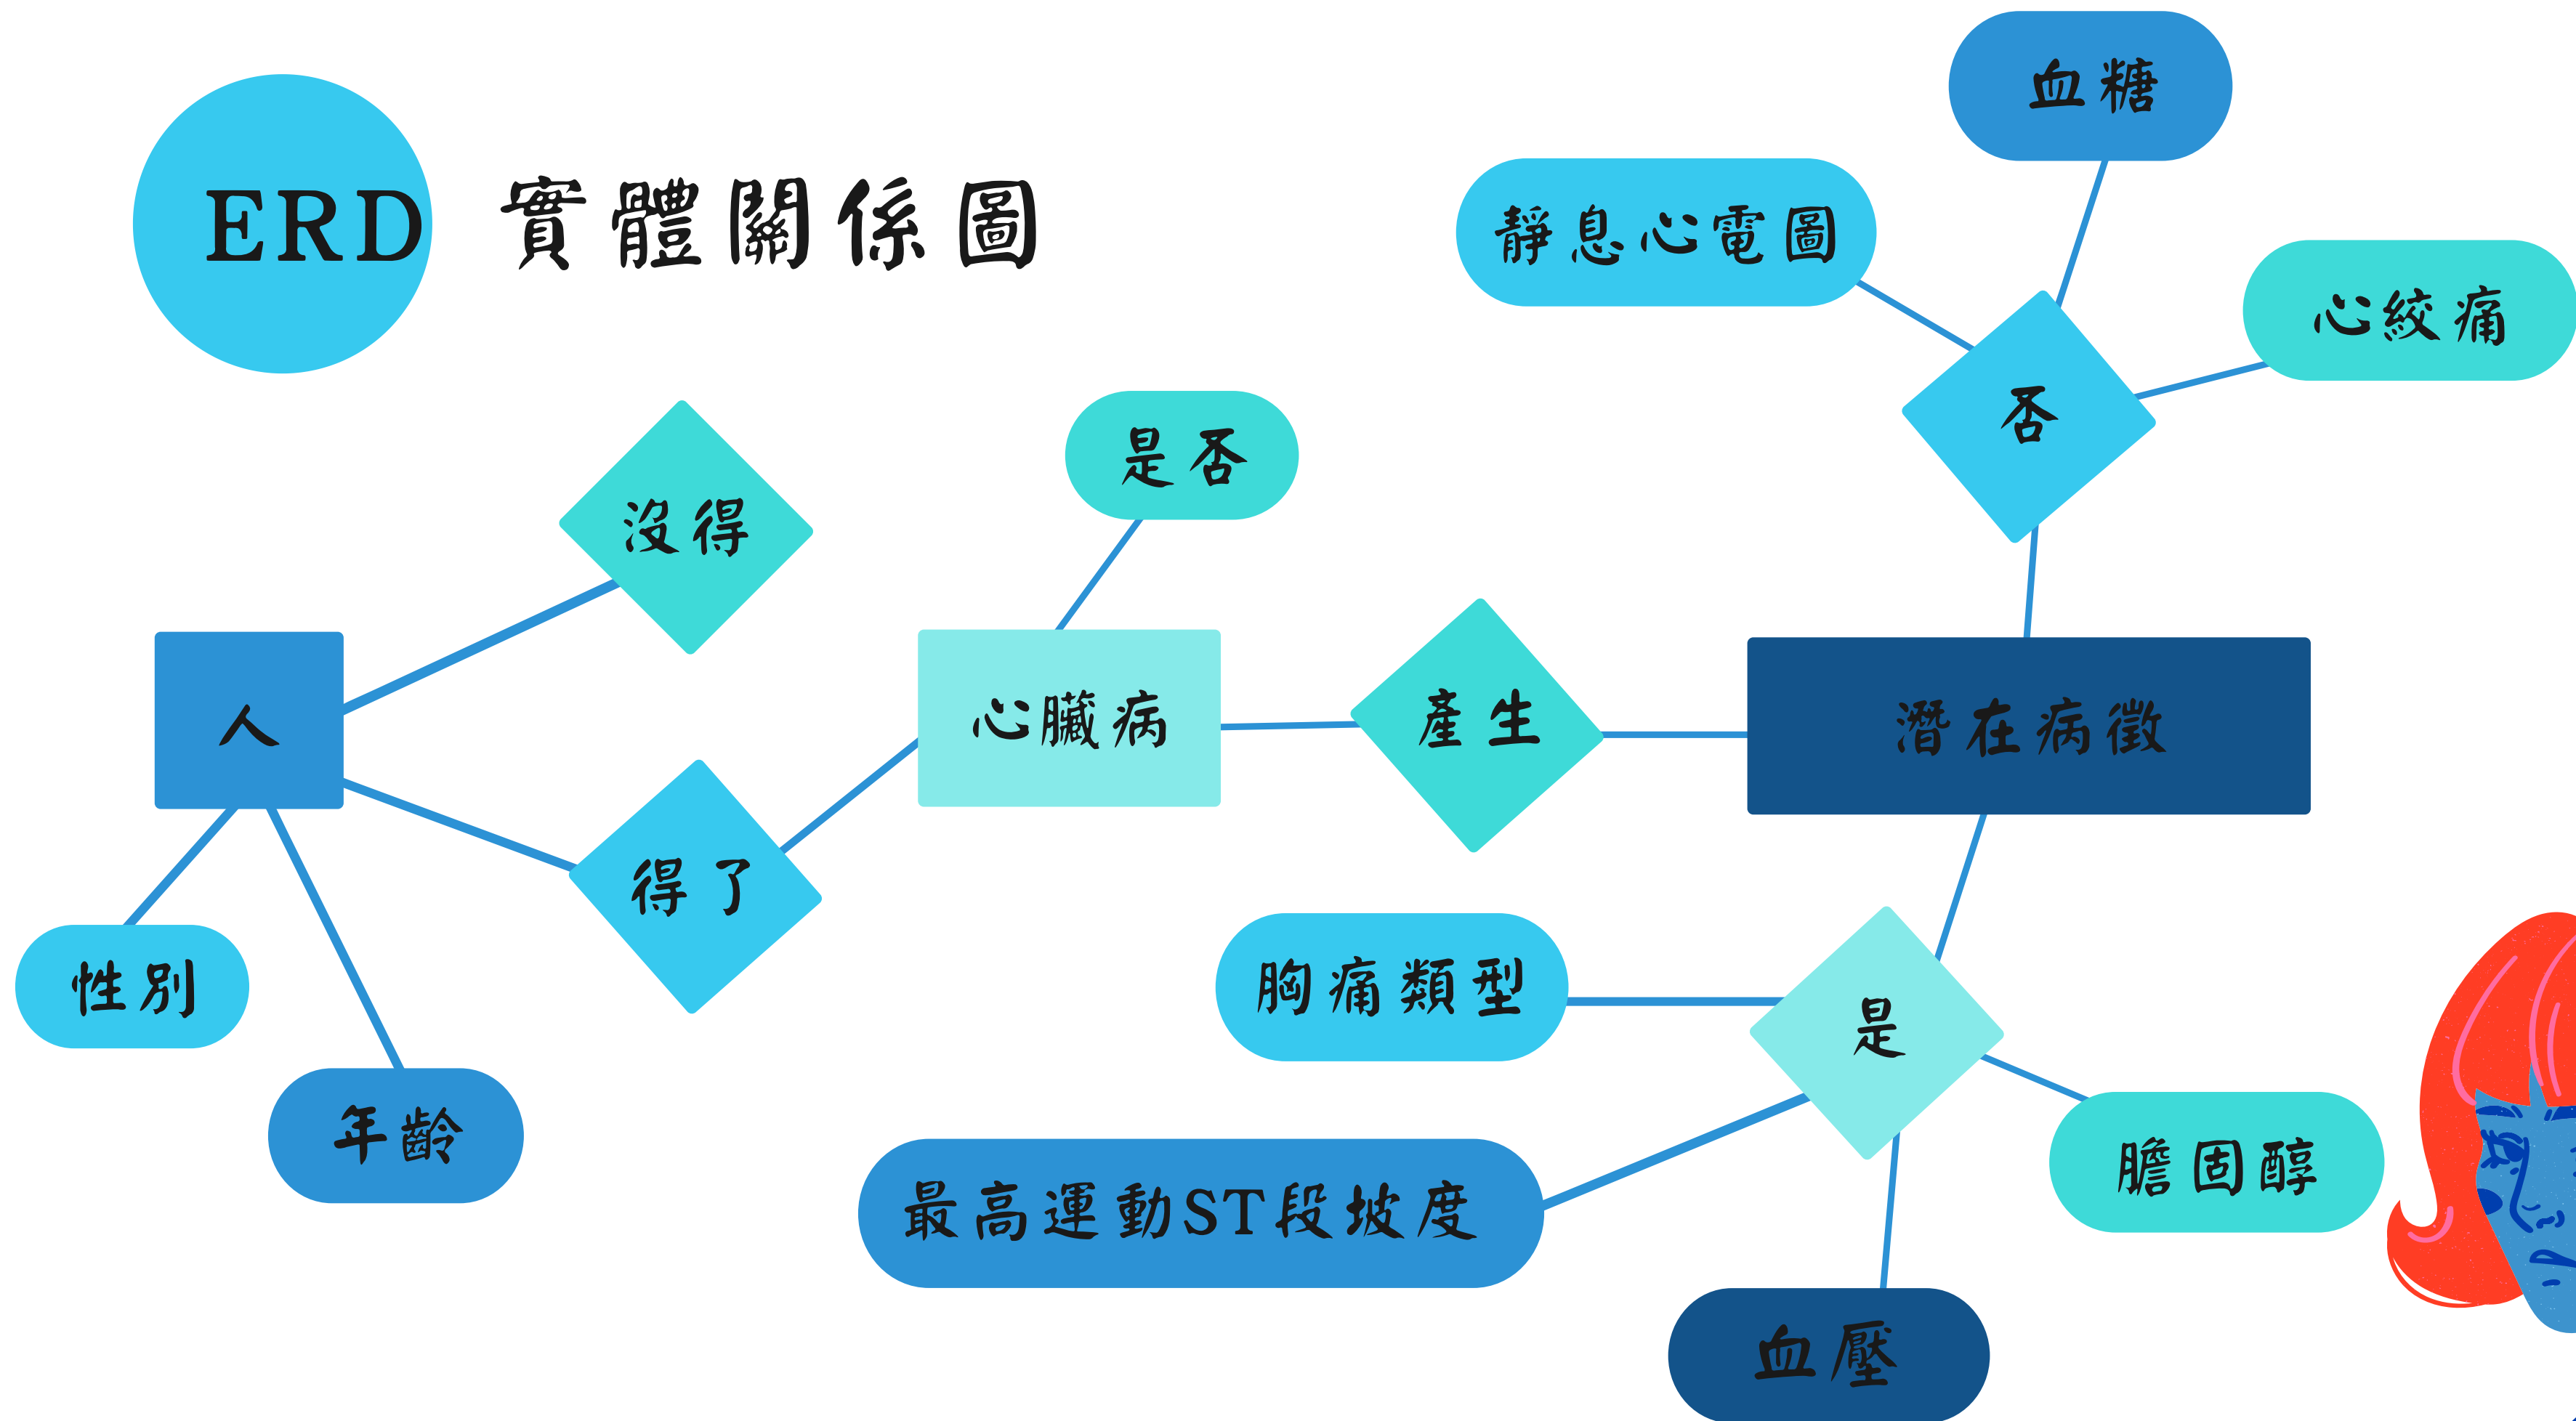 ERD 實體關係圖
血糖
靜息心電圖
心絞痛
否
是否
沒得
人
心臟病
產生
潛在病徵
得了
性別
胸痛類型
是
年齡
最高運動ST段坡度
膽固醇
血壓